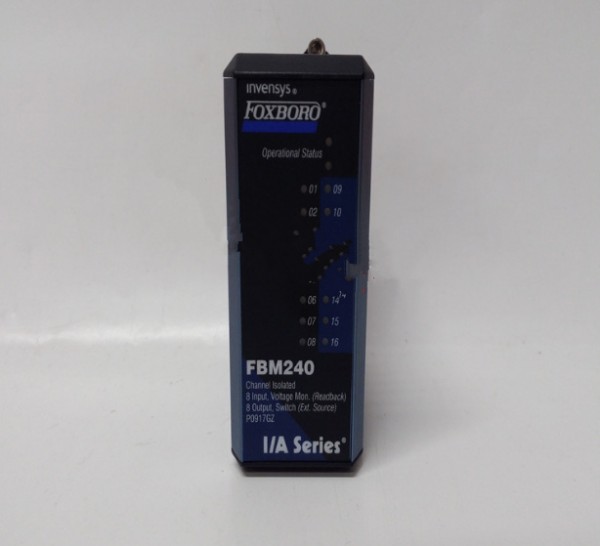 invensys®
FOXBORO®
Operational Status
01 09
02 10
06 14
07 15
08 16
FBM240
Channel Isolated
8 Input, Voltage Mon. (Readback)
8 Output, Switch (Ext. Source)
P0917GZ
I/A Series®